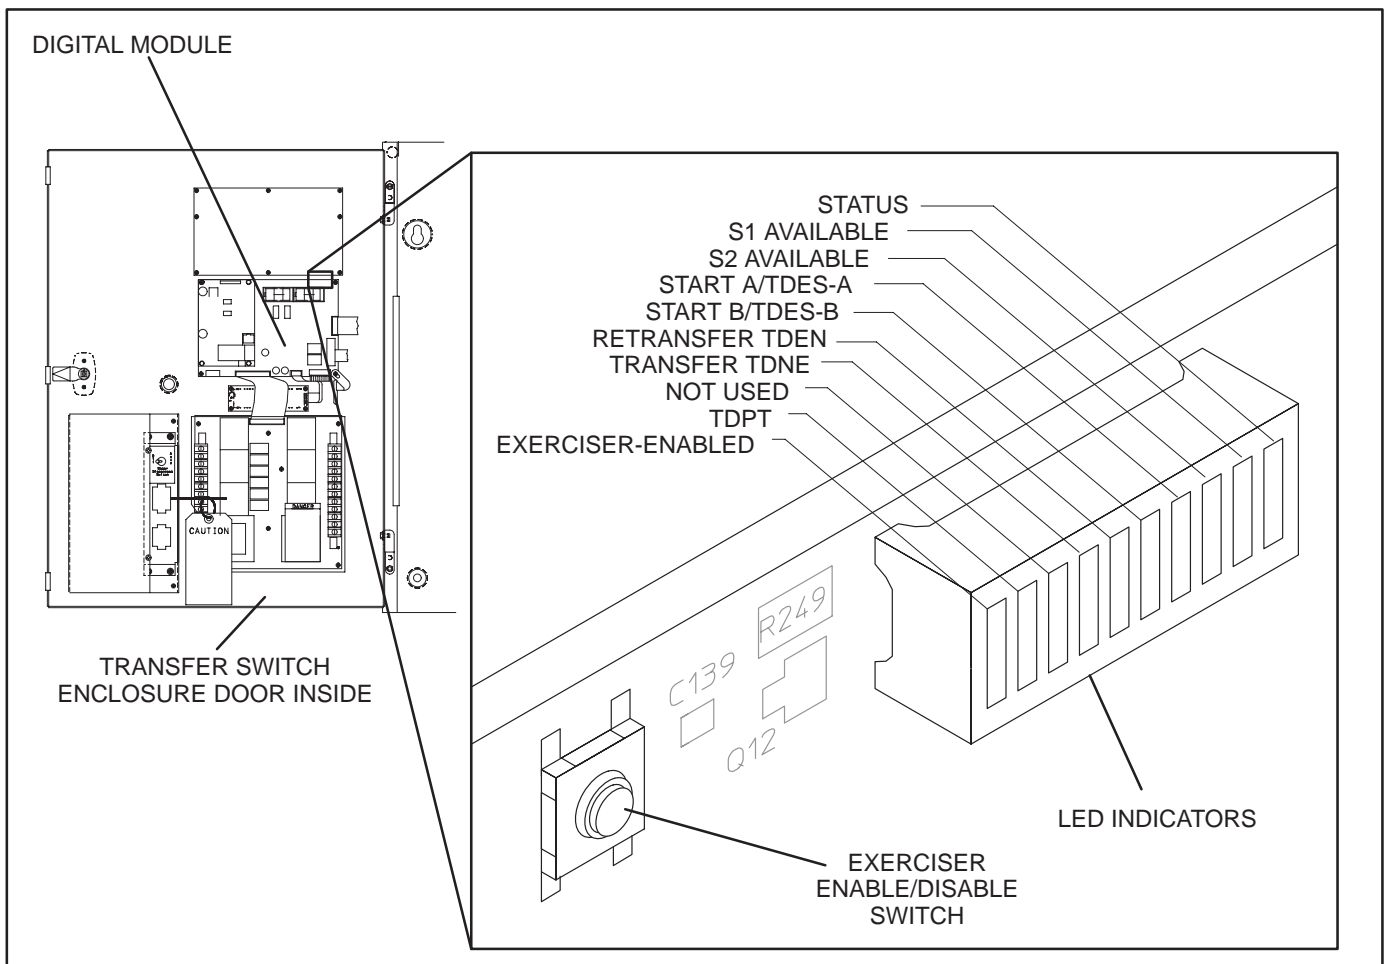 DIGITAL MODULE
STATUS
S1 AVAILABLE
S2 AVAILABLE
START A/TDES-A
START B/TDES-B
RETRANSFER TDEN
TRANSFER TDNE
NOT USED
TDPT
EXERCISER-ENABLED
DANGER
CAUTION
TRANSFER SWITCH
ENCLOSURE DOOR INSIDE
R249
C139
Q12
LED INDICATORS
EXERCISER
ENABLE/DISABLE
SWITCH